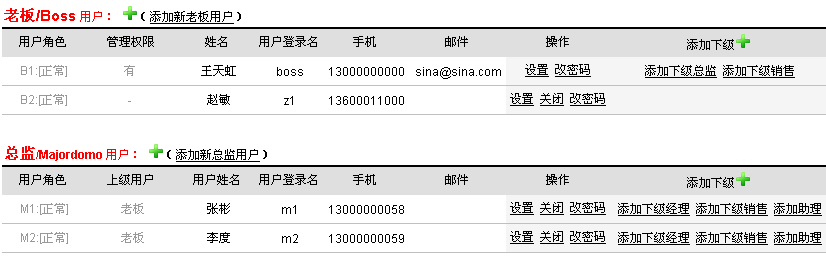 老板/Boss 用户： （添加新老板用户）
用户角色 管理权限 姓名 用户登录名 手机 邮件 操作 添加下级
B1:[正常] 有 王天虹 boss 13000000000 sina@sina.com 设置 改密码 添加下级总监 添加下级销售
B2:[正常] - 赵敏 z1 13600011000 设置 关闭 改密码
总监/Majordomo 用户： （添加新总监用户）
用户角色 上级用户 用户姓名 用户登录名 手机 邮件 操作 添加下级
M1:[正常] 老板 张彬 m1 13000000058 设置 关闭 改密码 添加下级经理 添加下级销售 添加助理
M2:[正常] 老板 李度 m2 13000000059 设置 关闭 改密码 添加下级经理 添加下级销售 添加助理